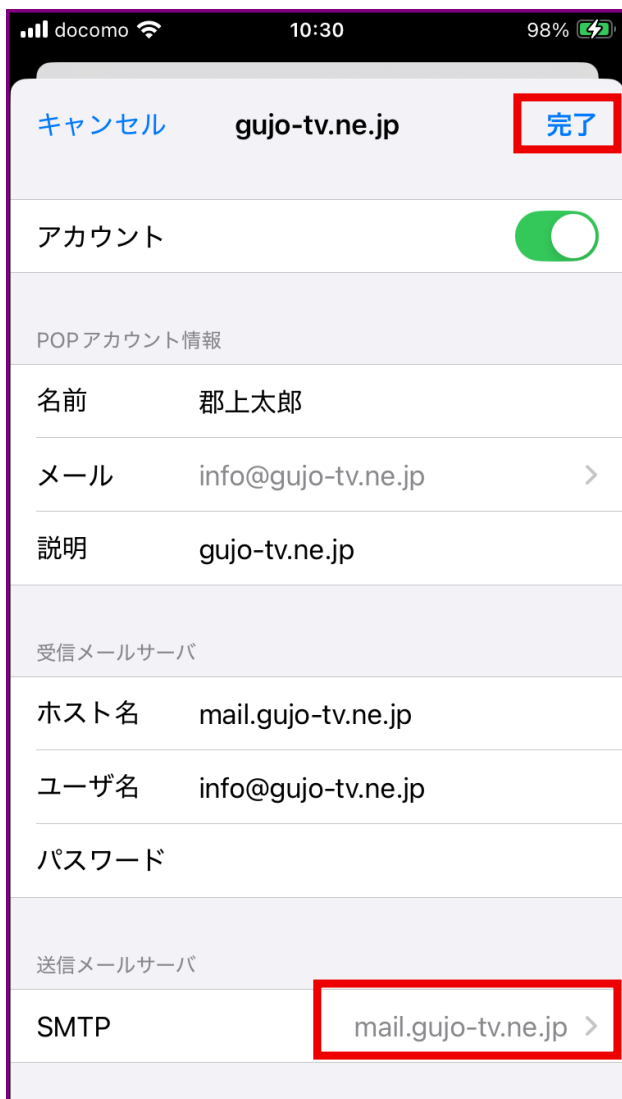 docomo 10:30 98%
キャンセル gujo-tv.ne.jp 完了
アカウント
POPアカウント情報
名前 郡上太郎
メール info@gujo-tv.ne.jp
説明 gujo-tv.ne.jp
受信メールサーバ
ホスト名 mail.gujo-tv.ne.jp
ユーザ名 info@gujo-tv.ne.jp
パスワード
送信メールサーバ
SMTP mail.gujo-tv.ne.jp